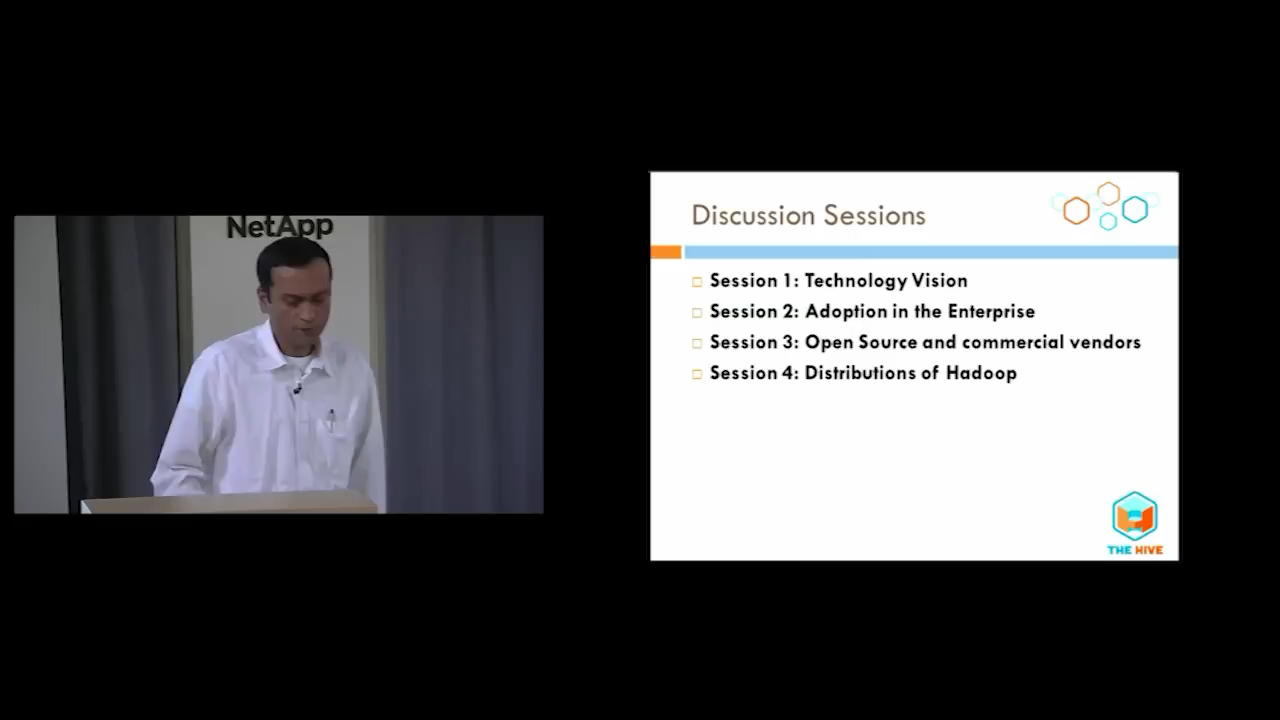 NetApp
Discussion Sessions
Session 1: Technology Vision
Session 2: Adoption in the Enterprise
Session 3: Open Source and commercial vendors
Session 4: Distributions of Hadoop
THE HIVE